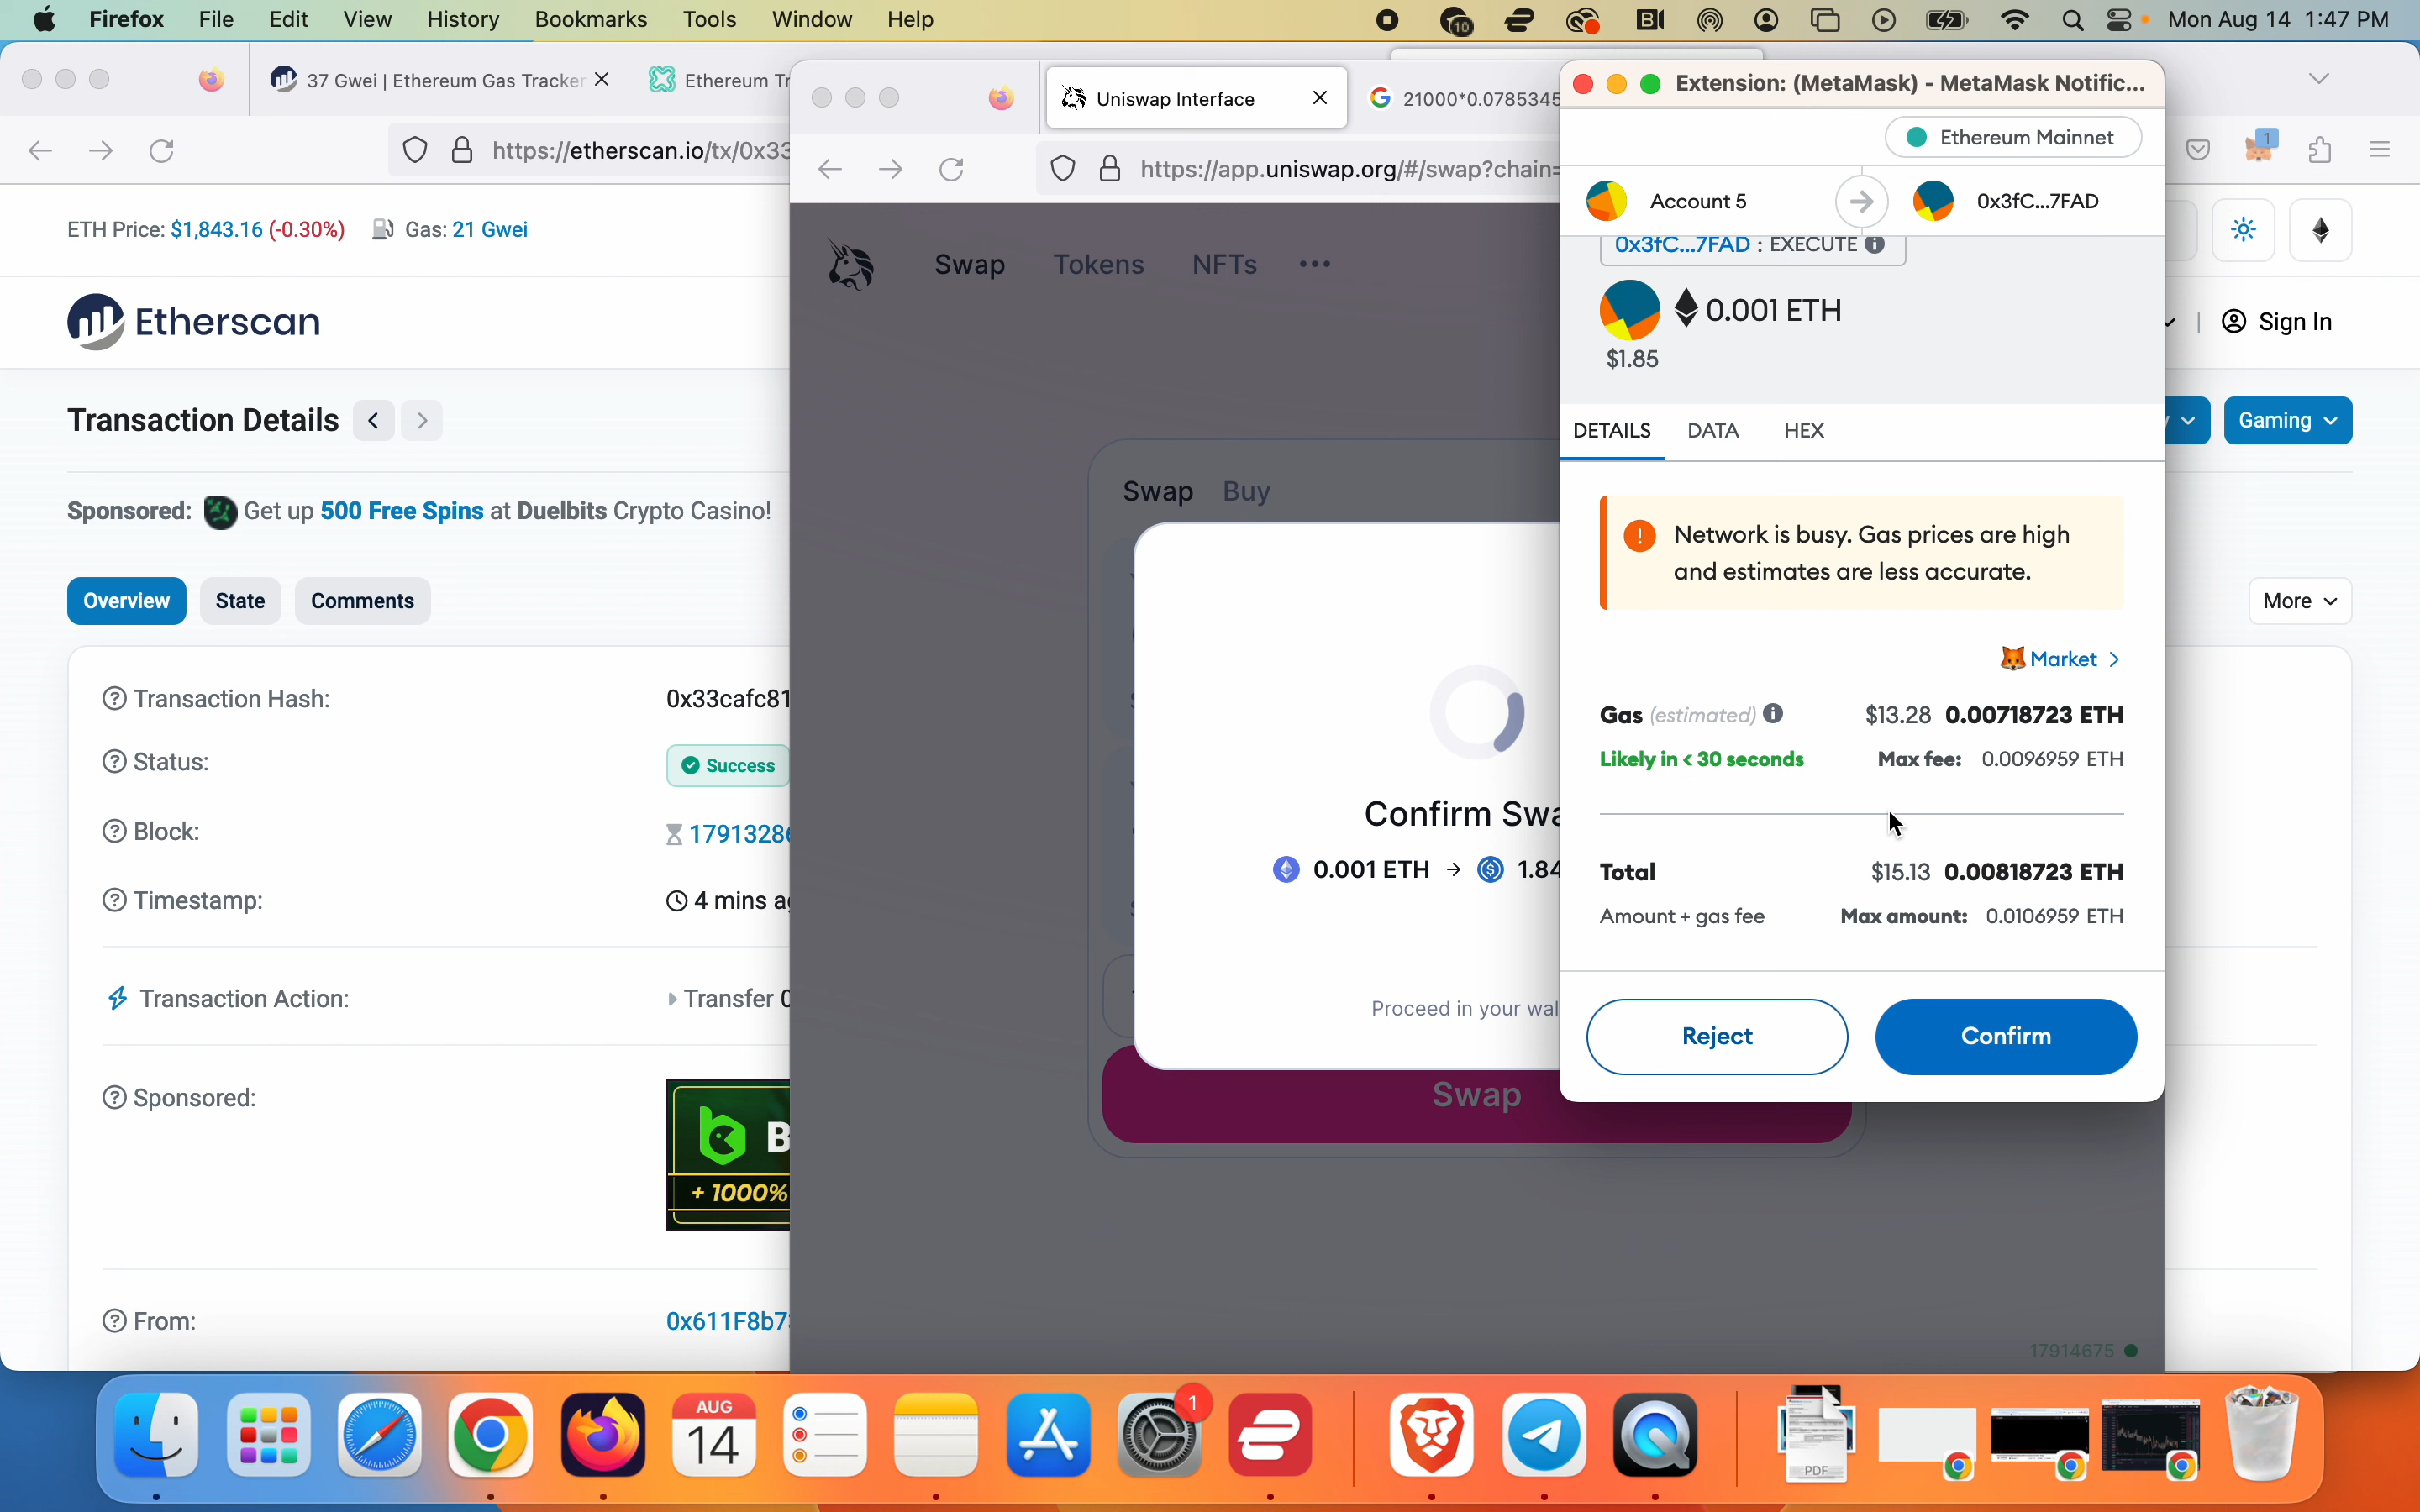 Firefox File Edit View History Bookmarks Tools Window Help
10
Mon Aug 14 1:47 PM
37 Gwei | Ethereum Gas Tracker
Ethereum Tr
https://etherscan.io/tx/0x33
ETH Price: $1,843.16 (-0.30%) Gas: 21 Gwei
Etherscan
Sign In
Transaction Details
Gaming
Sponsored: Get up 500 Free Spins at Duelbits Crypto Casino!
Overview State Comments
More
Transaction Hash: 0x33cafc81
Status: Success
Block: 1791328
Timestamp: 4 mins a
Transaction Action: Transfer
Sponsored:
B
+ 1000%
From: 0x611F8b7
Uniswap Interface
21000*0.0785345
https://app.uniswap.org/#/swap?chain=
Swap Tokens NFTs
Swap Buy
Confirm Swa
0.001 ETH → 1.84
Proceed in your wal
Swap
17914675
Extension: (MetaMask) - MetaMask Notific...
Ethereum Mainnet
Account 5
0x3fC...7FAD
0x3fC...7FAD : EXECUTE
0.001 ETH
$1.85
DETAILS DATA HEX
Network is busy. Gas prices are high
and estimates are less accurate.
Market >
Gas (estimated) $13.28 0.00718723 ETH
Likely in < 30 seconds Max fee: 0.0096959 ETH
Total $15.13 0.00818723 ETH
Amount + gas fee Max amount: 0.0106959 ETH
Reject Confirm
1
AUG
14
1
PDF